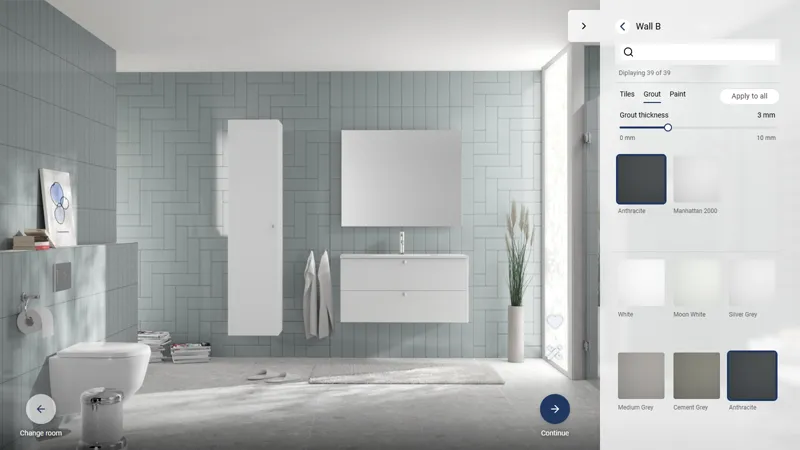 Wall B
Diplaying 39 of 39
Tiles Grout Paint Apply to all
Grout thickness 3 mm
0 mm 10 mm
Anthracite Manhattan 2000
White Moon White Silver Grey
Medium Grey Cement Grey Anthracite
Change room Continue